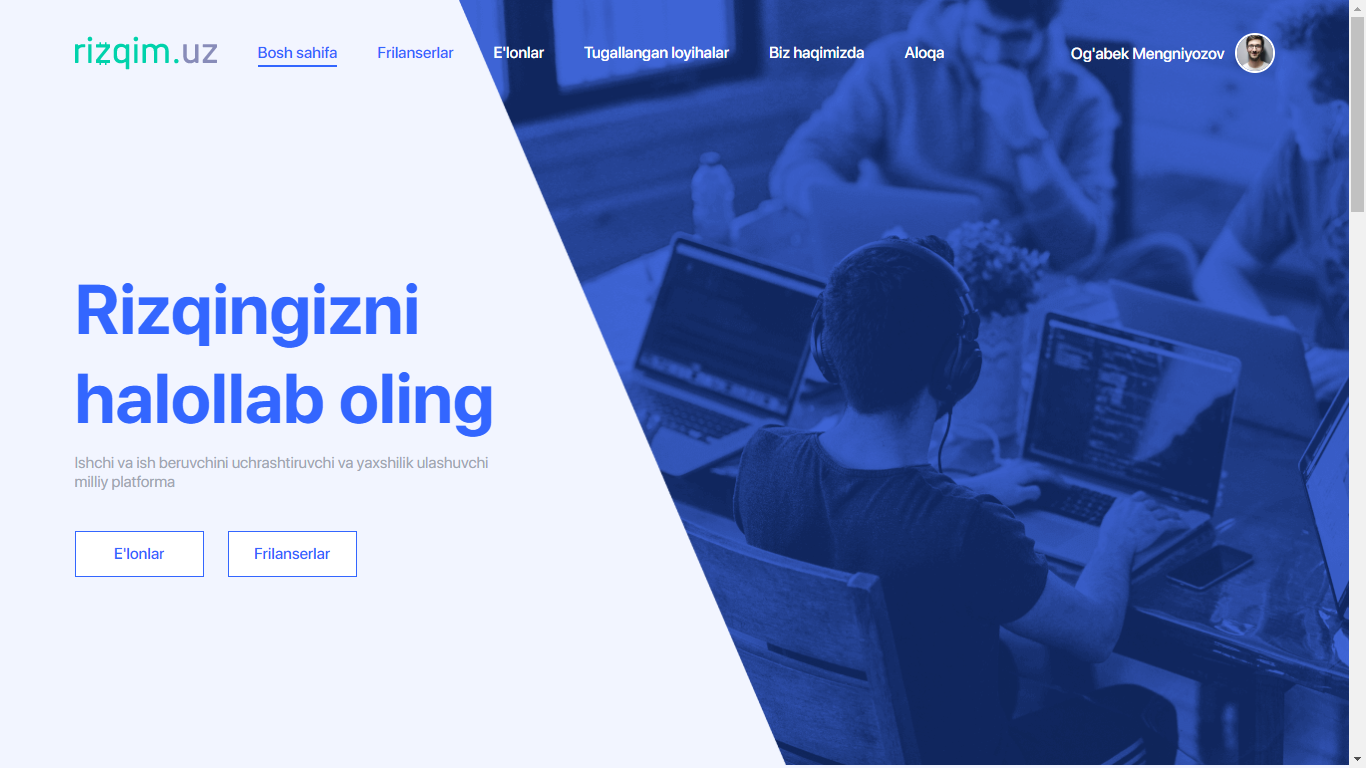 rizqim.uz
Bosh sahifa
Frilanserlar
E'lonlar
Tugallangan loyihalar
Biz haqimizda
Aloqa
Og'abek Mengniyozov
Rizqingizni
halollab oling
Ishchi va ish beruvchini uchrashtiruvchi va yaxshilik ulashuvchi
milliy platforma
E'lonlar
Frilanserlar